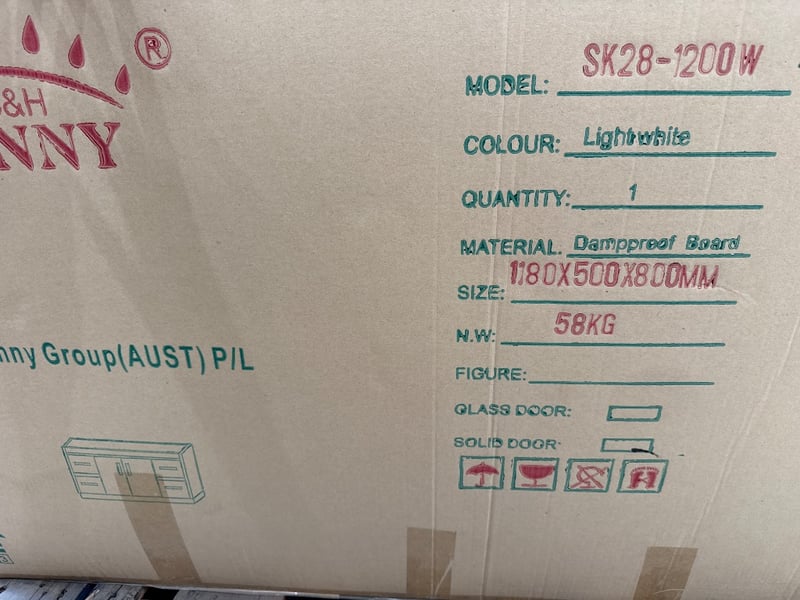 ®
&H
NNY
MODEL: SK28-1200W
COLOUR: Lightwhite
QUANTITY: 1
MATERIAL. Dampproof Board
SIZE: 1180X500X800MM
N.W: 58KG
FIGURE:
GLASS DOOR:
SOLID DOOR:
nny Group(AUST) P/L